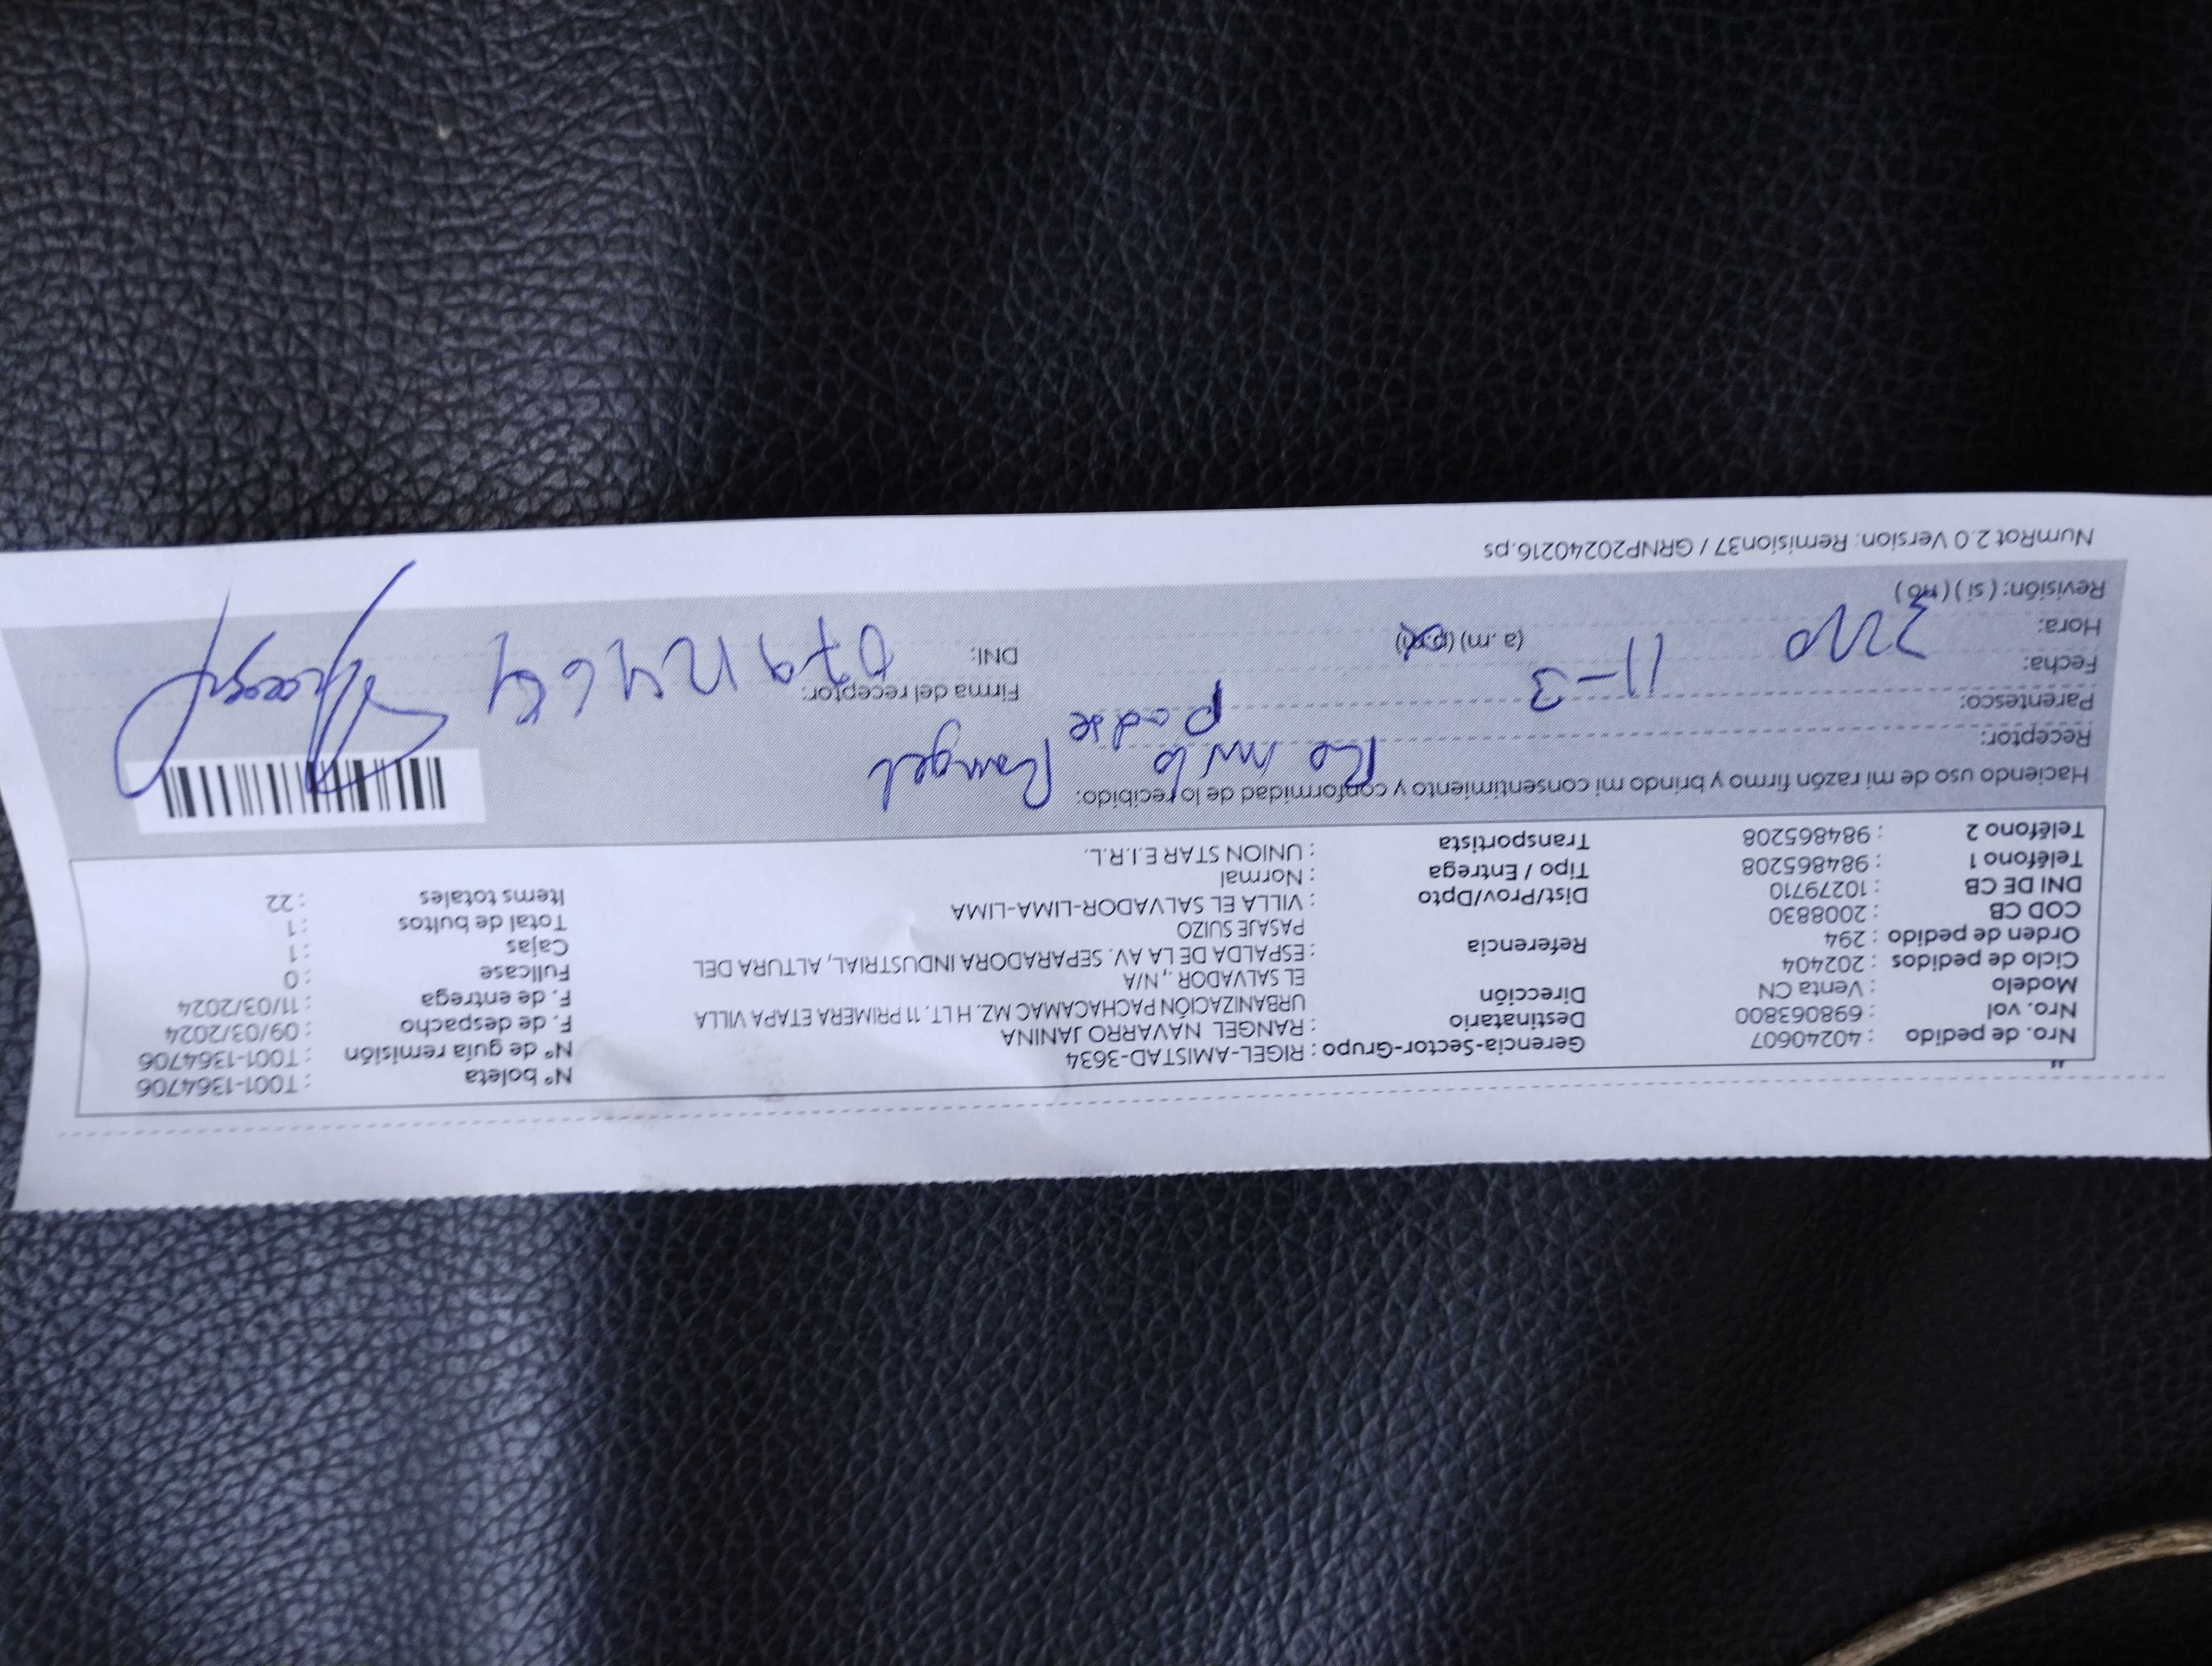 Nro. de pedido : 40240607 Gerencia-Sector-Grupo : RIGEL-AMISTAD-3634 N° boleta : T001-1364706
Nro. vol : 698063800 Destinatario : RANGEL NAVARRO JANINA N° de guía remisión : T001-1364706
Modelo : Venta CN Dirección URBANIZACIÓN PACHACAMAC MZ. H LT. 11 PRIMERA ETAPA VILLA F. de despacho : 09/03/2024
Ciclo de pedidos : 202404 EL SALVADOR ., N/A F. de entrega : 11/03/2024
Orden de pedido : 294 Referencia : ESPALDA DE LA AV. SEPARADORA INDUSTRIAL, ALTURA DEL Fullcase : 0
COD CB : 2008830 PASAJE SUIZO Cajas : 1
DNI DE CB : 10279710 Dist/Prov/Dpto : VILLA EL SALVADOR-LIMA-LIMA Total de bultos : 1
Teléfono 1 : 984865208 Tipo / Entrega : Normal Items totales : 22
Teléfono 2 : 984865208 Transportista : UNION STAR E.I.R.L.
Haciendo uso de mi razón firmo y brindo mi consentimiento y conformidad de lo recibido:
Receptor: Rangel
Parentesco: padre
Fecha: 11-3 Firma del receptor:
Hora: (a.m) (p.m) DNI:
Revisión: ( si ) ( no )
NumRot 2.0 Version: Remision37 / GRNP20240216.ps